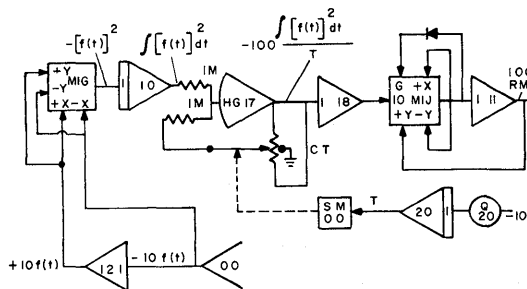 -[f(t)]²
∫[f(t)]²dt
-100 ∫[f(t)]²dt
T
+Y
-Y MIG
+X -X
1
10
1M
1M
HG 17
1 18
G +X
10 MIJ
+Y -Y
1 11
100
RM
CT
SM
00
T
20 1
Q
20
-10
+10f(t)
121
-10 f(t)
00